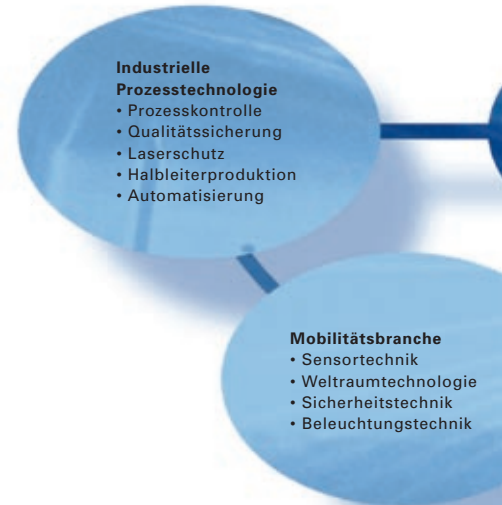 Industrielle
Prozesstechnologie
• Prozesskontrolle
• Qualitätssicherung
• Laserschutz
• Halbleiterproduktion
• Automatisierung
Mobilitätsbranche
• Sensortechnik
• Weltraumtechnologie
• Sicherheitstechnik
• Beleuchtungstechnik